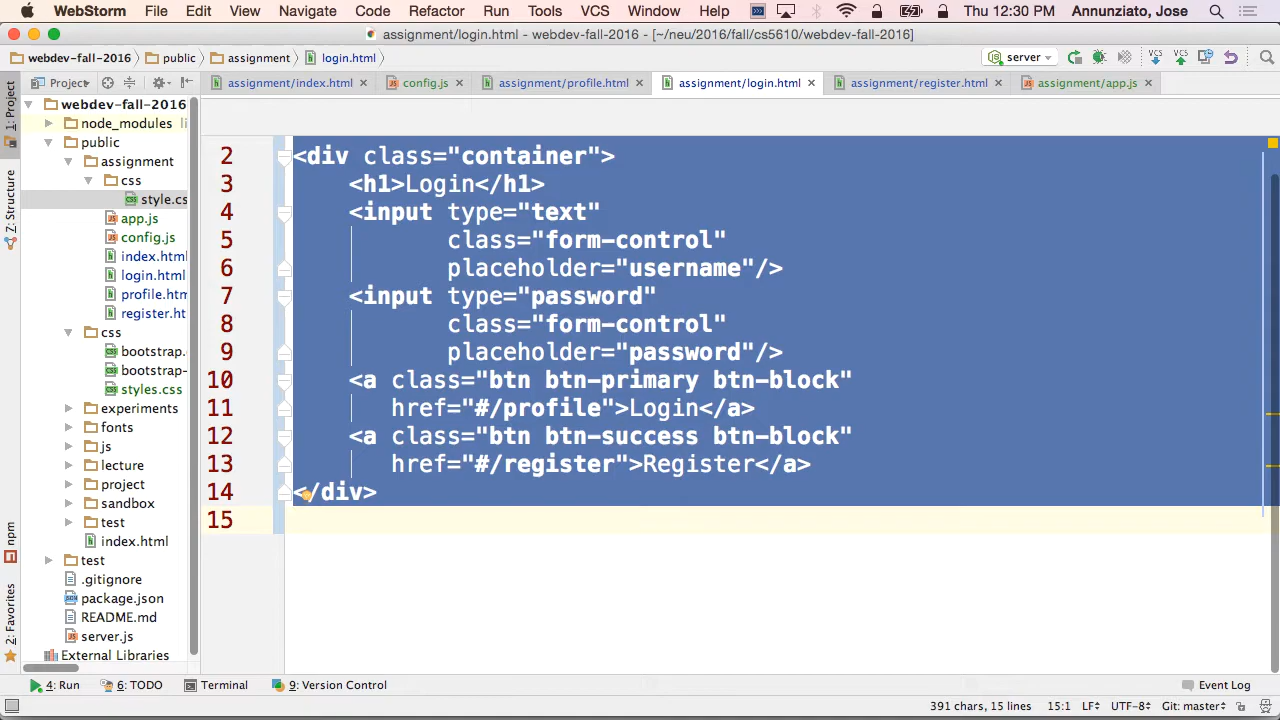 WebStorm File Edit View Navigate Code Refactor Run Tools VCS Window Help Thu 12:30 PM Annunziato, Jose
assignment/login.html - webdev-fall-2016 - [~/neu/2016/fall/cs5610/webdev-fall-2016]
webdev-fall-2016 public assignment login.html server VCS VCS
Project assignment/index.html config.js assignment/profile.html assignment/login.html assignment/register.html assignment/app.js
1: Project
Z: Structure
npm
2: Favorites
webdev-fall-2016
node_modules li
public
assignment
css
style.cs
app.js
config.js
index.html
login.html
profile.htm
register.ht
css
bootstrap.
bootstrap-
styles.css
experiments
fonts
js
lecture
project
sandbox
test
index.html
test
.gitignore
package.json
README.md
server.js
External Libraries
2 <div class="container">
3 <h1>Login</h1>
4 <input type="text"
5 class="form-control"
6 placeholder="username"/>
7 <input type="password"
8 class="form-control"
9 placeholder="password"/>
10 <a class="btn btn-primary btn-block"
11 href="#/profile">Login</a>
12 <a class="btn btn-success btn-block"
13 href="#/register">Register</a>
14 </div>
15
4: Run 6: TODO Terminal 9: Version Control Event Log
391 chars, 15 lines 15:1 LF÷ UTF-8÷ Git: master÷